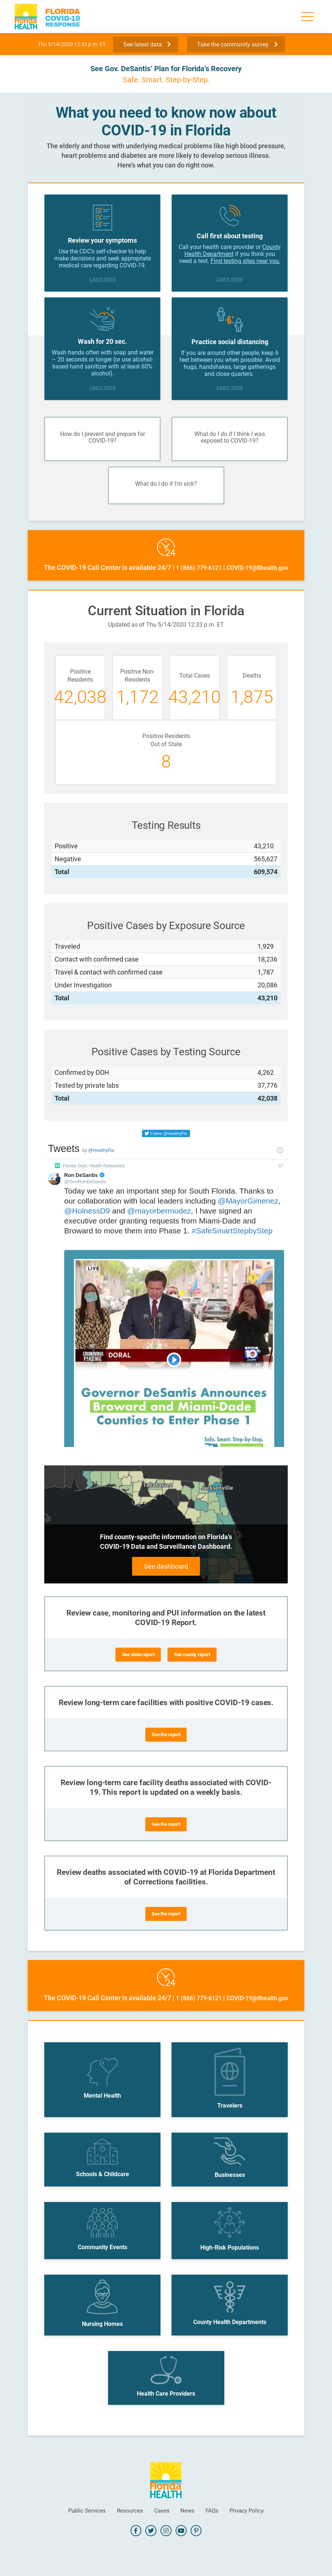 Florida HEALTH
FLORIDA
COVID-19
RESPONSE
Thu 5/14/2020 12:33 p.m. ET
See latest data
Take the community survey
See Gov. DeSantis' Plan for Florida's Recovery
Safe. Smart. Step-by-Step.
What you need to know now about
COVID-19 in Florida
The elderly and those with underlying medical conditions like high blood pressure,
heart problems and diabetes are more likely to develop serious illness.
Here's what you can do right now.
Review your symptoms
Use the CDC's self-checker to help
make decisions and seek appropriate
medical care regarding COVID-19.
Learn more
Call first about testing
Call your health care provider or County
Health Department if you think you
need a test. Find testing sites near you.
Learn more
Wash for 20 sec.
Wash hands often with soap and water
– 20 seconds or longer (or use alcohol-
based hand sanitizer with at least 60%
alcohol).
Learn more
6'
Practice social distancing
If you are around other people, keep 6
feet between you when possible. Avoid
hugs, handshakes, large gatherings
and close quarters.
Learn more
How do I prevent and prepare for
COVID-19?
What do I do if I think I was
exposed to COVID-19?
What do I do if I'm sick?
24
The COVID-19 Call Center is available 24/7 | 1 (866) 779-6121 | COVID-19@flhealth.gov
Current Situation in Florida
Updated as of Thu 5/14/2020 12:33 p.m. ET
Positive
Residents
42,038
Positive Non-
Residents
1,172
Total Cases
43,210
Deaths
1,875
Positive Residents
Out of State
8
Testing Results
Positive 43,210
Negative 565,627
Total 609,574
Positive Cases by Exposure Source
Traveled 1,929
Contact with confirmed case 18,236
Travel & contact with confirmed case 1,787
Under Investigation 20,086
Total 43,210
Positive Cases by Testing Source
Confirmed by DOH 4,262
Tested by private labs 37,776
Total 42,038
Follow @HealthyFla
Tweets by @HealthyFla
Florida Dept. Health Retweeted
Ron DeSantis
@GovRonDeSantis
Today we take an important step for South Florida. Thanks to
our collaboration with local leaders including @MayorGimenez,
@HolnessD9 and @mayorbermudez, I have signed an
executive order granting requests from Miami-Dade and
Broward to move them into Phase 1. #SafeSmartStepbyStep
LIVE
CORONAVIRUS
PANDEMIC
DORAL
Governor DeSantis Announces
Broward and Miami-Dade
Counties to Enter Phase 1
Safe. Smart. Step-by-Step.
Tallahassee
Jacksonville
Find county-specific information on Florida's
COVID-19 Data and Surveillance Dashboard.
See dashboard
Review case, monitoring and PUI information on the latest
COVID-19 Report.
See state report
See county report
Review long-term care facilities with positive COVID-19 cases.
See the report
Review long-term care facility deaths associated with COVID-
19. This report is updated on a weekly basis.
See the report
Review deaths associated with COVID-19 at Florida Department
of Corrections facilities.
See the report
24
The COVID-19 Call Center is available 24/7 | 1 (866) 779-6121 | COVID-19@flhealth.gov
Mental Health
Travelers
Schools & Childcare
Businesses
Community Events
High-Risk Populations
Nursing Homes
County Health Departments
Health Care Providers
Florida
HEALTH
Public Services
Resources
Cases
News
FAQs
Privacy Policy